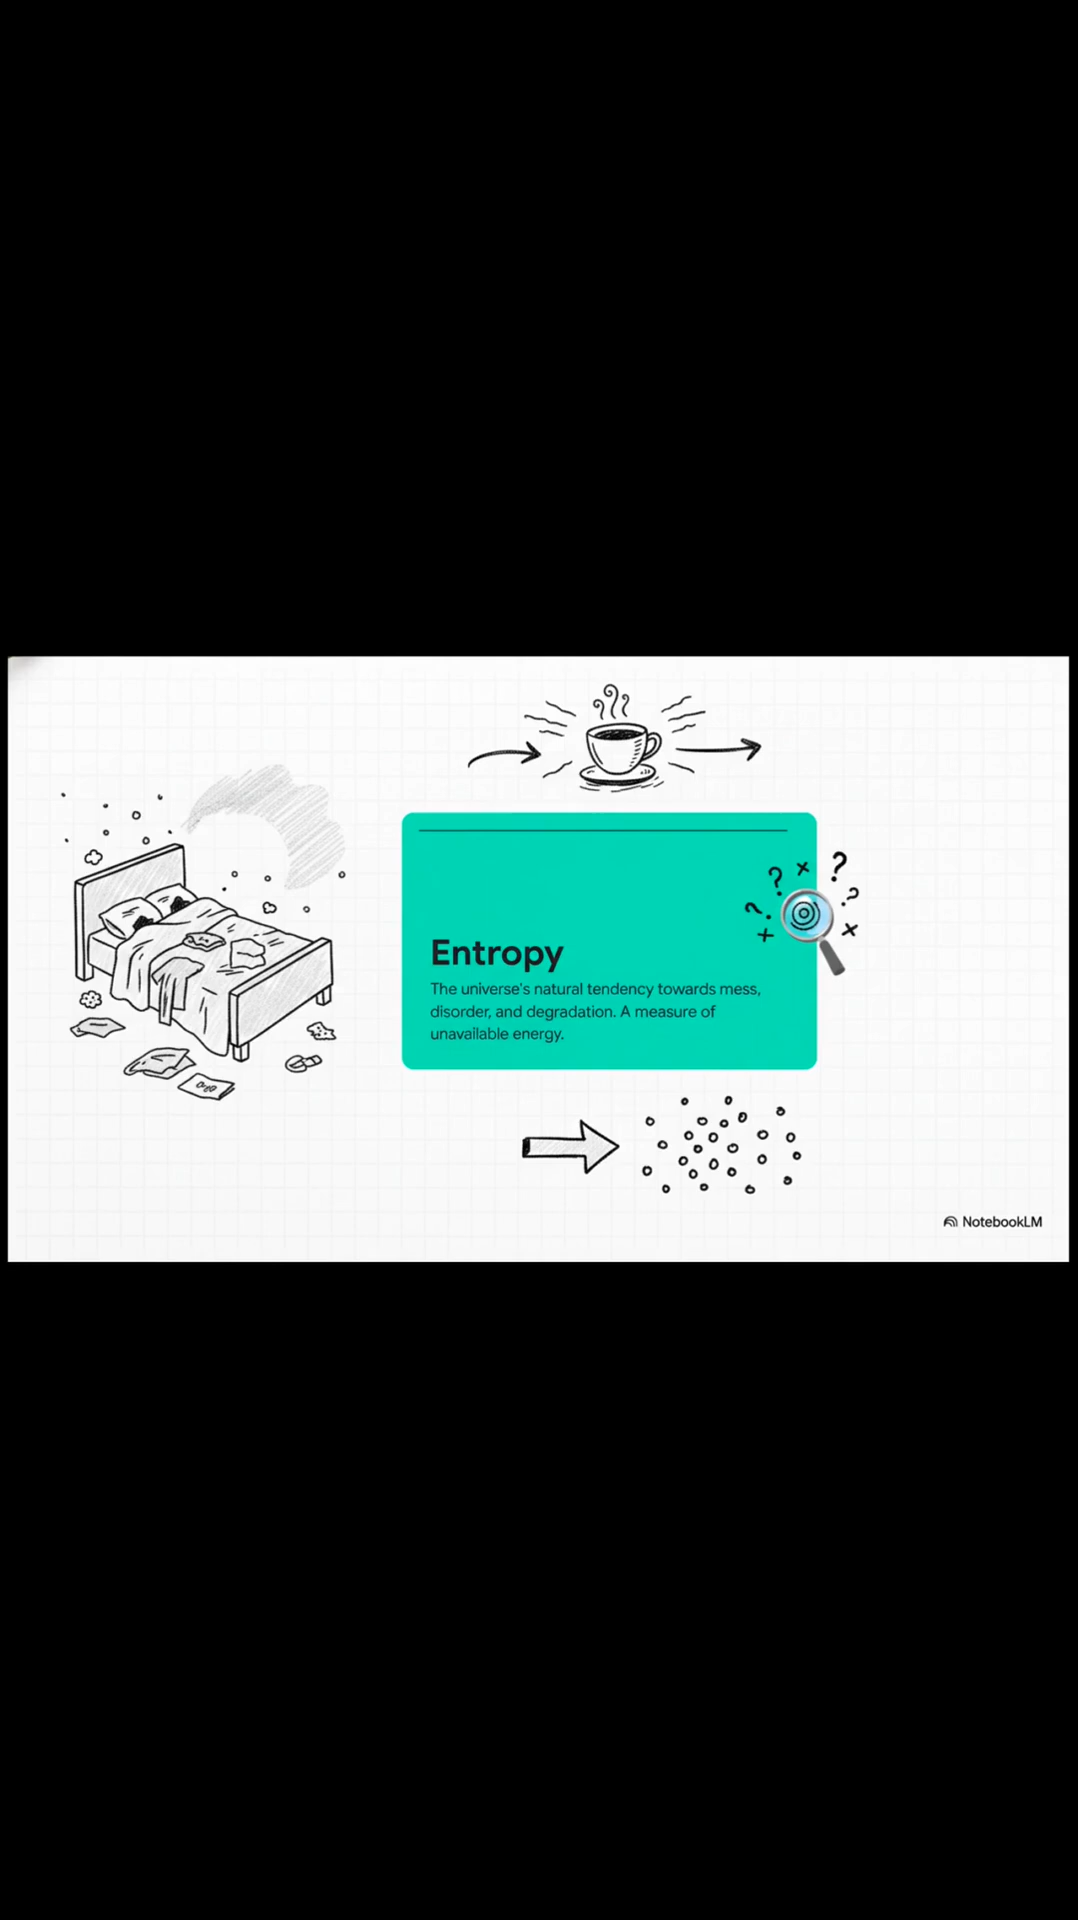 Entropy
The universe's natural tendency towards mess,
disorder, and degradation. A measure of
unavailable energy.
NotebookLM